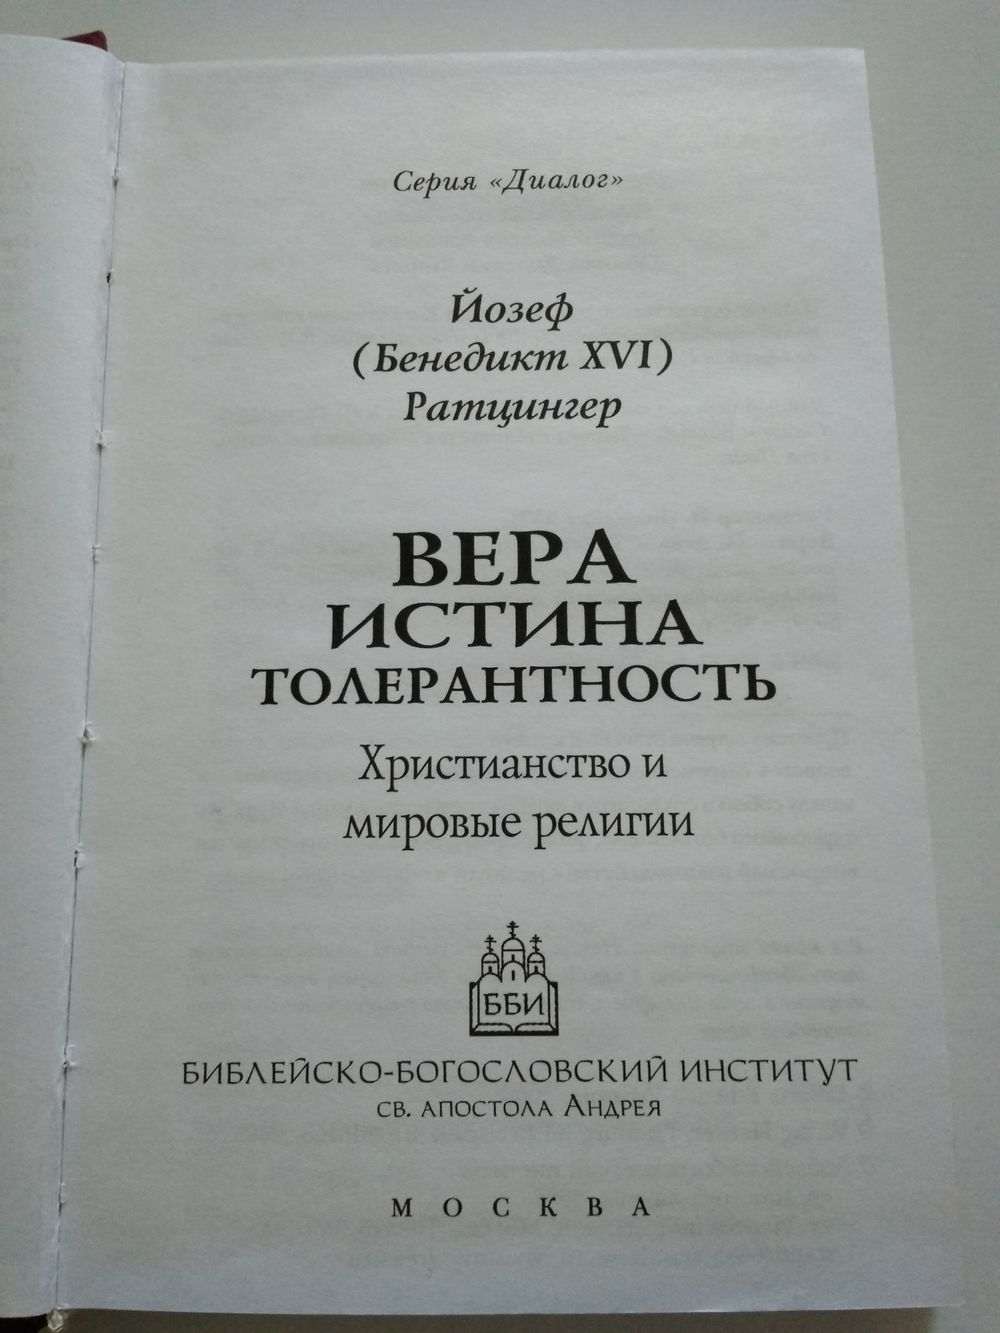 Серия «Диалог»
Йозеф
(Бенедикт XVI)
Ратцингер
ВЕРА
ИСТИНА
ТОЛЕРАНТНОСТЬ
Христианство и
мировые религии
ББИ
БИБЛЕЙСКО-БОГОСЛОВСКИЙ ИНСТИТУТ
СВ. АПОСТОЛА АНДРЕЯ
МОСКВА